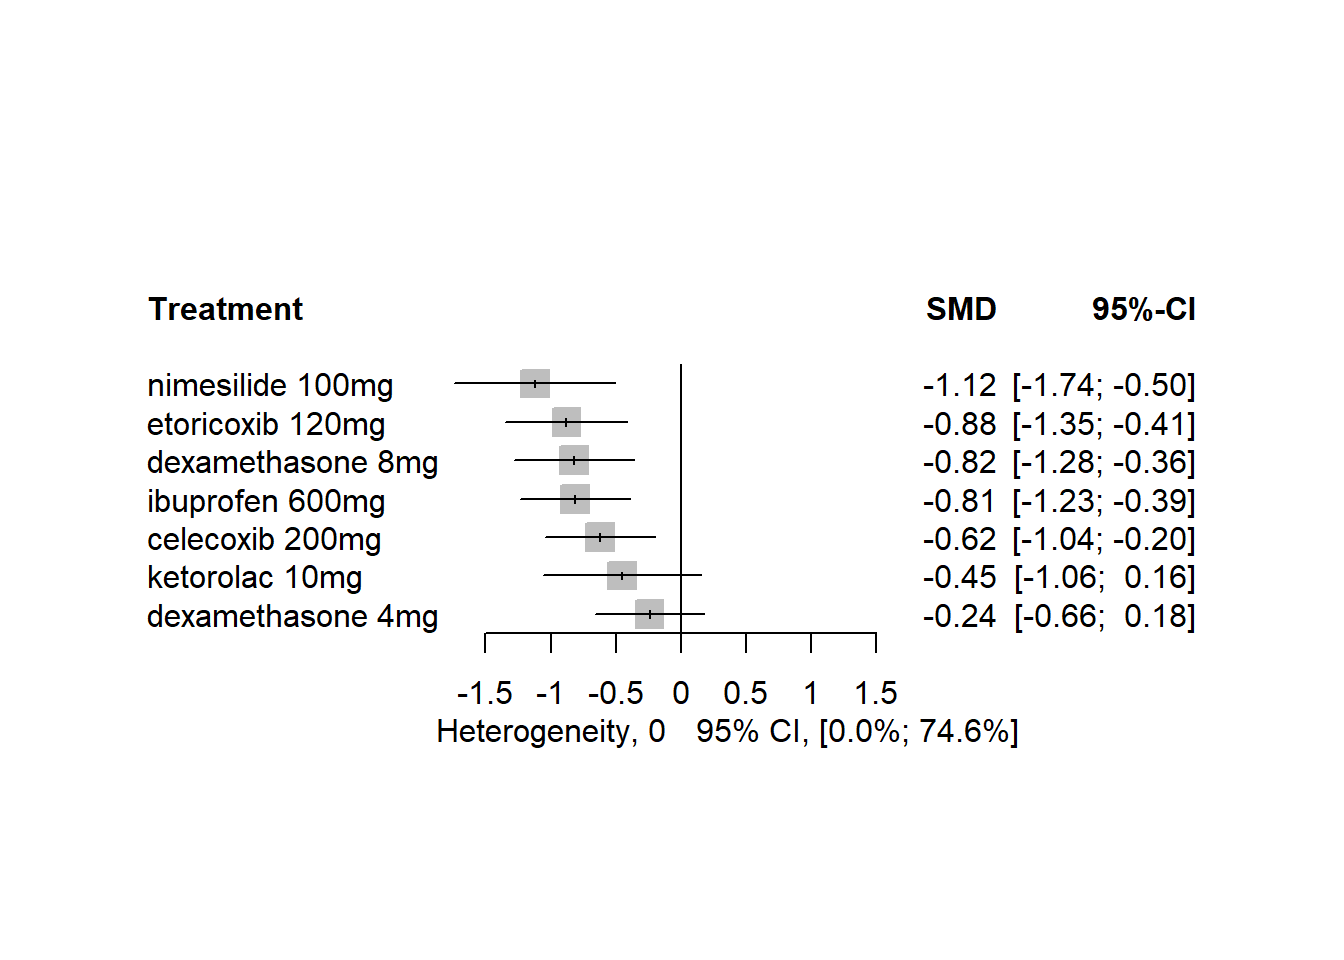 Treatment SMD 95%-CI
nimesilide 100mg -1.12 [-1.74; -0.50]
etoricoxib 120mg -0.88 [-1.35; -0.41]
dexamethasone 8mg -0.82 [-1.28; -0.36]
ibuprofen 600mg -0.81 [-1.23; -0.39]
celecoxib 200mg -0.62 [-1.04; -0.20]
ketorolac 10mg -0.45 [-1.06; 0.16]
dexamethasone 4mg -0.24 [-0.66; 0.18]
-1.5 -1 -0.5 0 0.5 1 1.5
Heterogeneity, 0 95% CI, [0.0%; 74.6%]